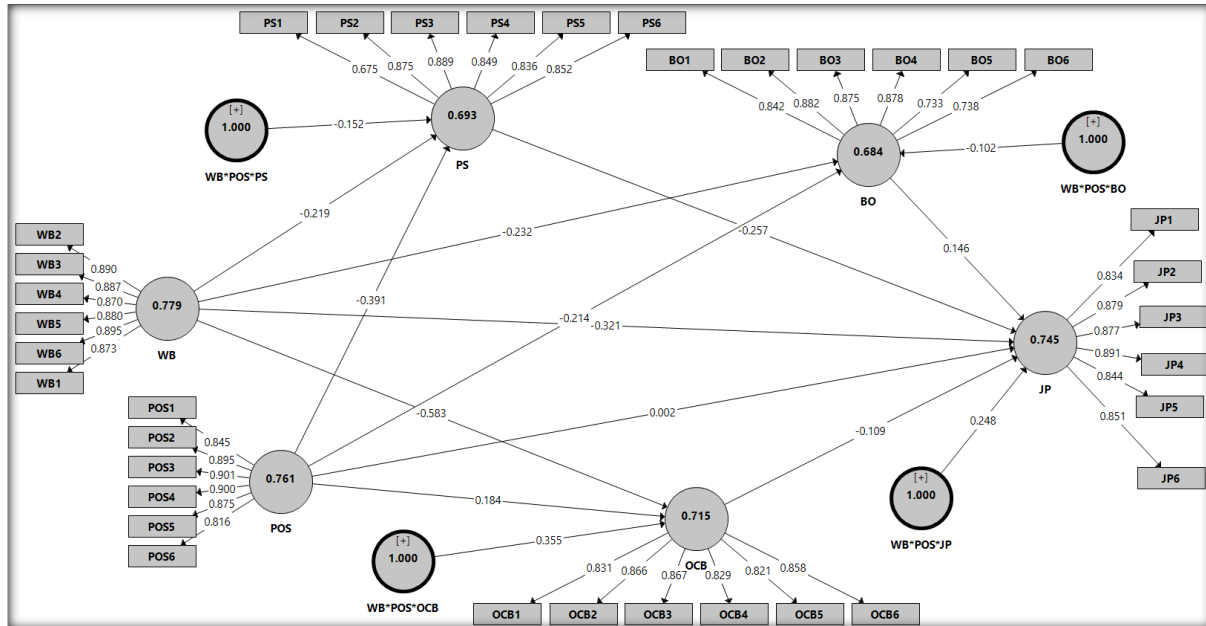 PS1 PS2 PS3 PS4 PS5 PS6
0.675 0.875 0.889 0.849 0.836 0.852
BO1 BO2 BO3 BO4 BO5 BO6
0.842 0.882 0.875 0.878 0.733 0.738
[+]
1.000
WB*POS*PS
-0.152
0.693
PS
0.684
BO
-0.102
[+]
1.000
WB*POS*BO
-0.219
-0.232
-0.257
0.146
WB2
WB3
WB4
WB5
WB6
WB1
0.890
0.887
0.870
0.880
0.895
0.873
0.779
WB
-0.391
-0.214
-0.321
JP1
JP2
JP3
JP4
JP5
JP6
0.834
0.879
0.877
0.891
0.844
0.851
0.745
JP
-0.583
0.002
-0.109
0.248
POS1
POS2
POS3
POS4
POS5
POS6
0.845
0.895
0.901
0.900
0.875
0.816
0.761
POS
0.184
[+]
1.000
WB*POS*JP
[+]
1.000
WB*POS*OCB
0.355
0.715
OCB
0.831 0.866 0.867 0.829 0.821 0.858
OCB1 OCB2 OCB3 OCB4 OCB5 OCB6